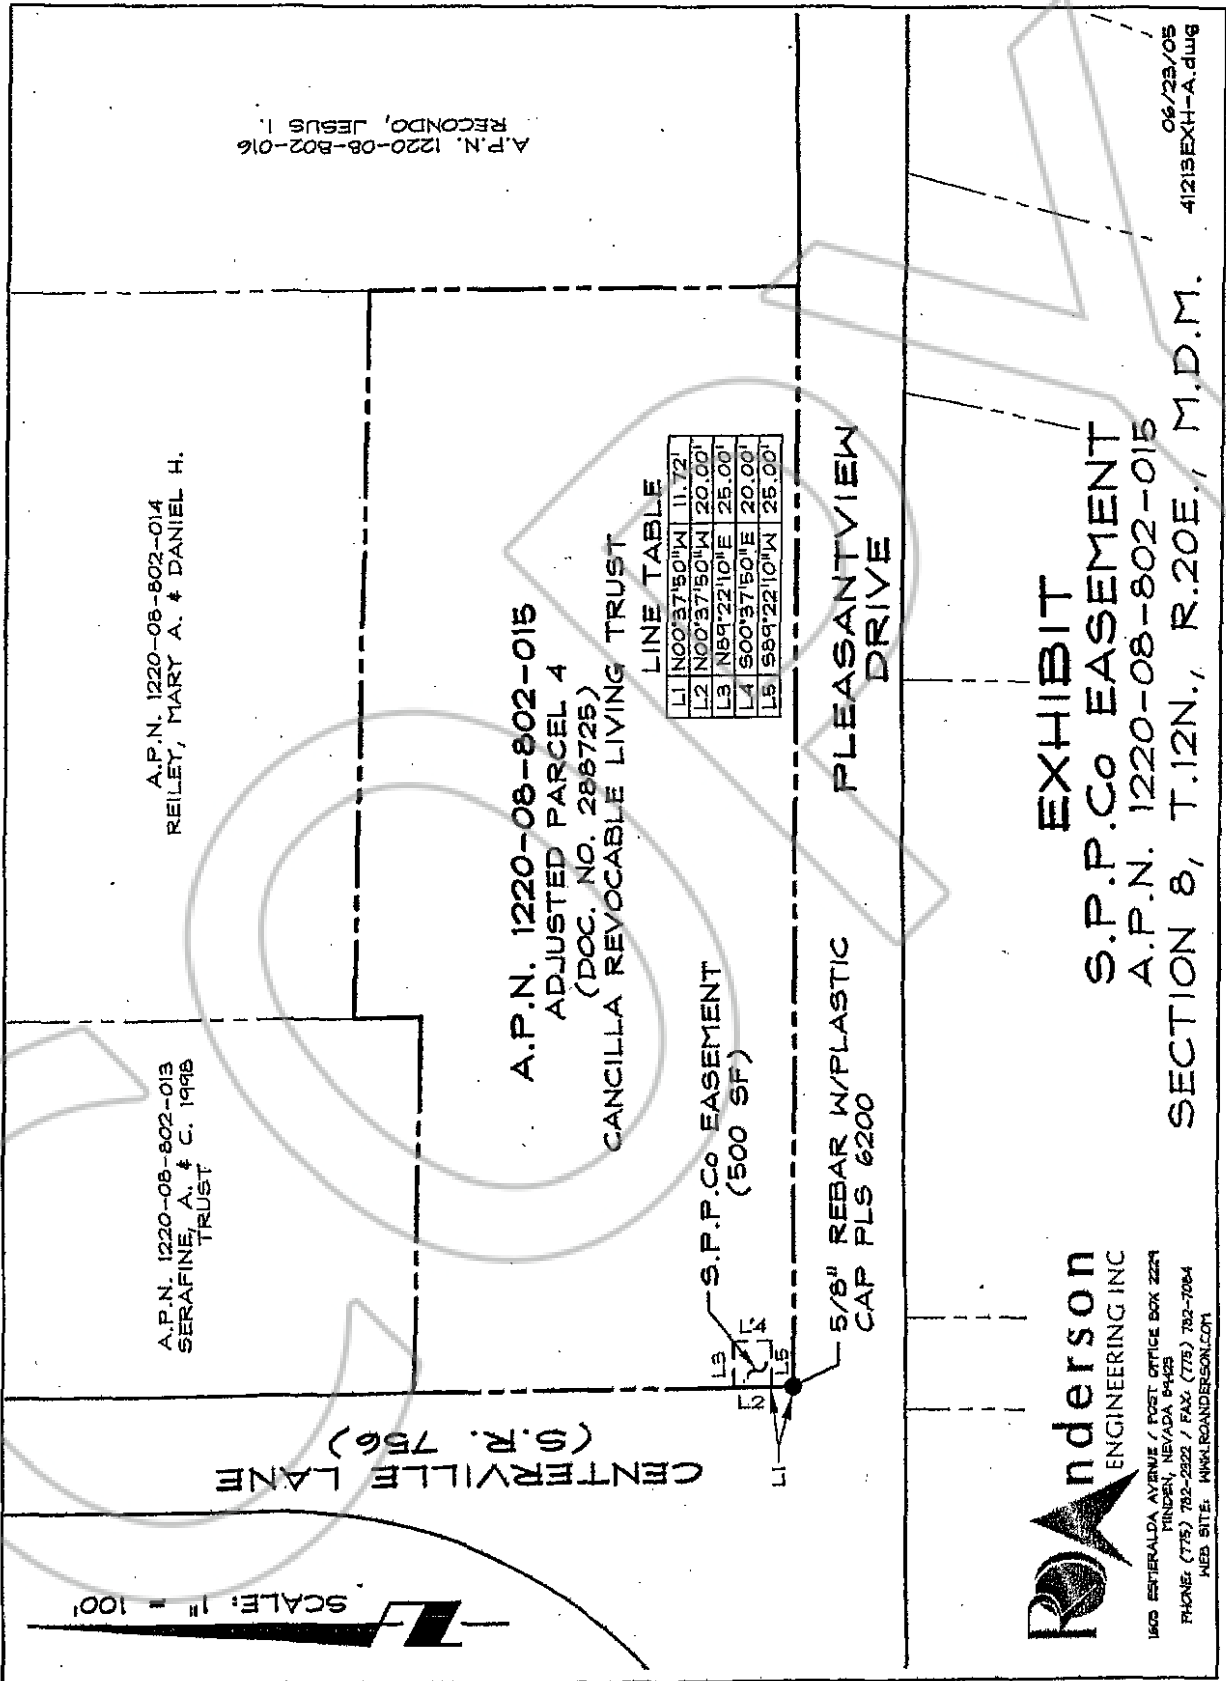 A.P.N. 1220-08-802-013
SERAFINE, A. & C. 1998
TRUST
A.P.N. 1220-08-802-014
REILEY, MARY A. & DANIEL H.
A.P.N. 1220-08-802-016
RECONDO, JESUS I.
SCALE: 1" = 100'
CENTERVILLE LANE
(S.R. 756)
A.P.N. 1220-08-802-015
ADJUSTED PARCEL 4
(DOC. NO. 288725)
CANCILLA REVOCABLE LIVING TRUST
LINE TABLE
L1 N00°37'50"W 11.72'
L2 N00°37'50"W 20.00'
L3 N89°22'10"E 25.00'
L4 S00°37'50"E 20.00'
L5 S89°22'10"W 25.00'
S.P.P.Co EASEMENT
(500 SF)
L3
L4
L2
L5
L1
5/8" REBAR W/PLASTIC
CAP PLS 6200
PLEASANTVIEW
DRIVE
COPY
EXHIBIT
S.P.P.Co EASEMENT
A.P.N. 1220-08-802-015
SECTION 8, T.12N., R.20E., M.D.M.
ROAnderson
ENGINEERING INC
1603 ESMERALDA AVENUE / POST OFFICE BOX 2229
MINDEN, NEVADA 89423
PHONE: (775) 782-2322 / FAX: (775) 782-7084
WEB SITE: WWW.ROANDERSON.COM
06/23/05
41213EXH-A.dwg